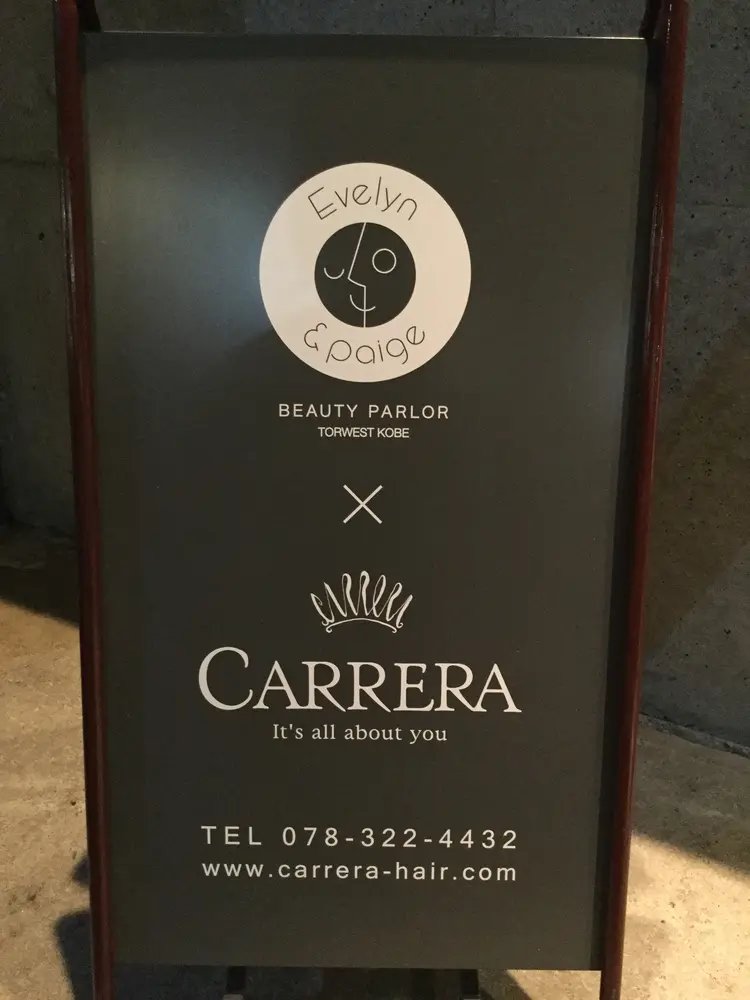 Evelyn
& paige
BEAUTY PARLOR
TORWEST KOBE
×
carrera
CARRERA
It's all about you
TEL 078-322-4432
www.carrera-hair.com